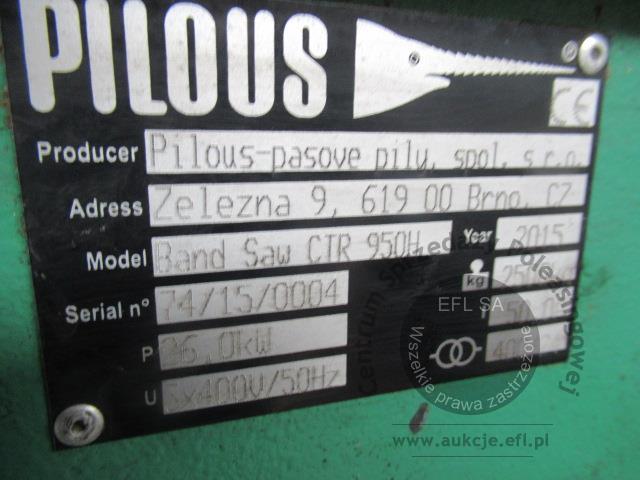 PILOUS
CE
Producer Pilous-pasove pily, spol. s r.o.
Adress Zelezna 9, 619 00 Brno, CZ
Model Band Saw CTR 950H Year 2015
Serial n° 74/15/0004 kg
P
U 3x400V/50Hz
Centrum Sprzedaży Poleasingowej
EFL SA
Wszelkie prawa zastrzeżone
www.aukcje.efl.pl